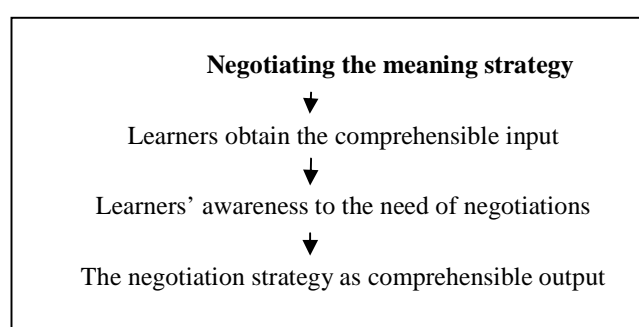 Negotiating the meaning strategy
Learners obtain the comprehensible input
Learners’ awareness to the need of negotiations
The negotiation strategy as comprehensible output